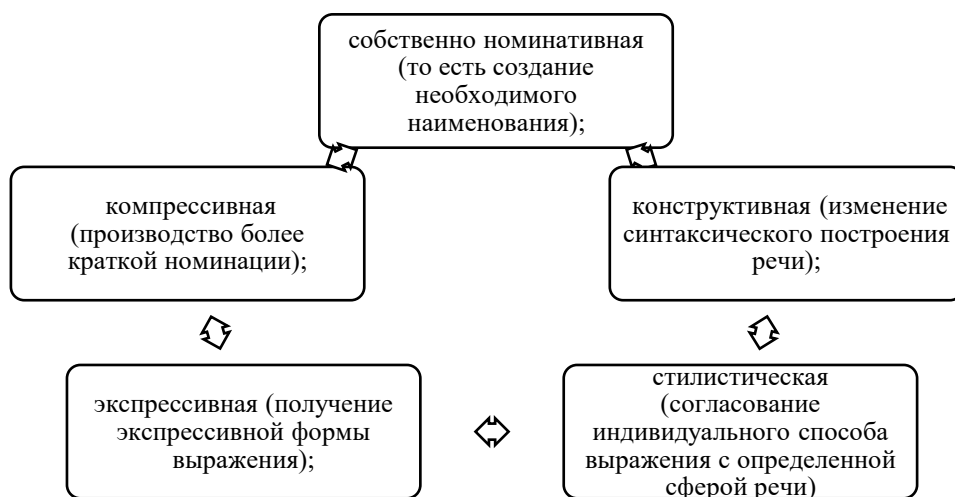 собственно номинативная
(то есть создание
необходимого
наименования);
компрессивная
(производство более
краткой номинации);
конструктивная (изменение
синтаксического построения
речи);
экспрессивная (получение
экспрессивной формы
выражения);
стилистическая
(согласование
индивидуального способа
выражения с определенной
сферой речи)